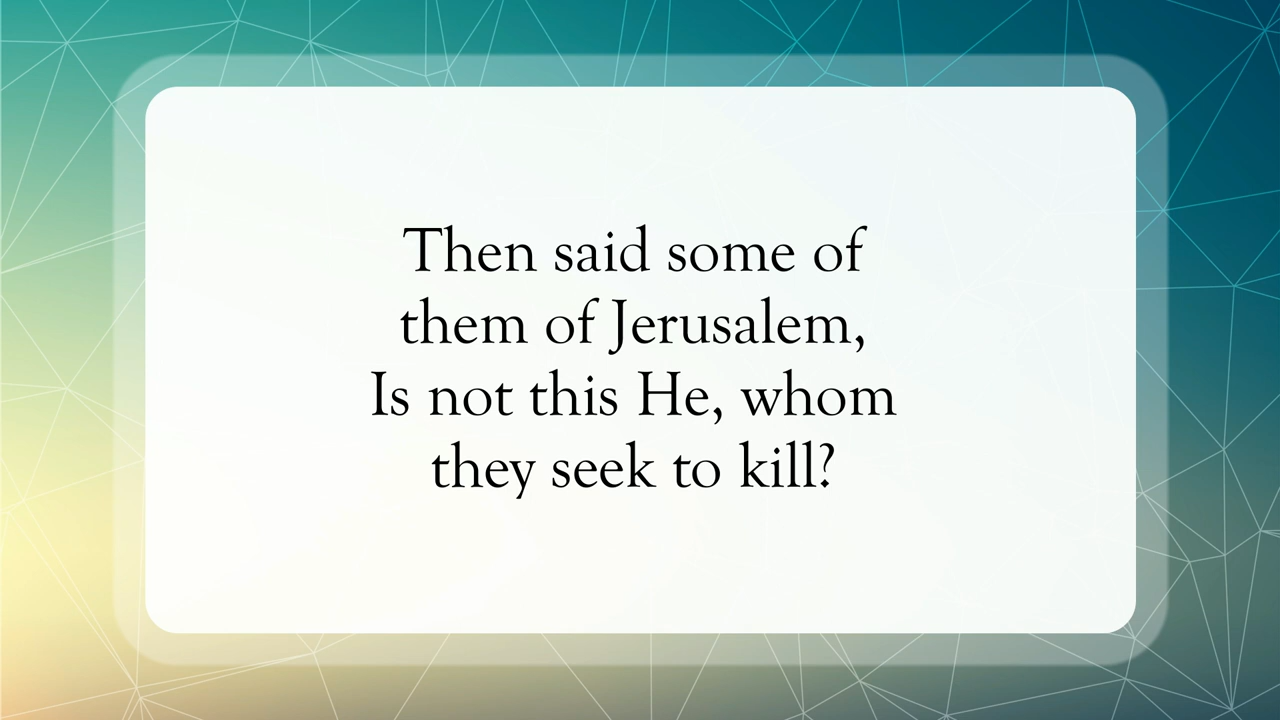 Then said some of
them of Jerusalem,
Is not this He, whom
they seek to kill?